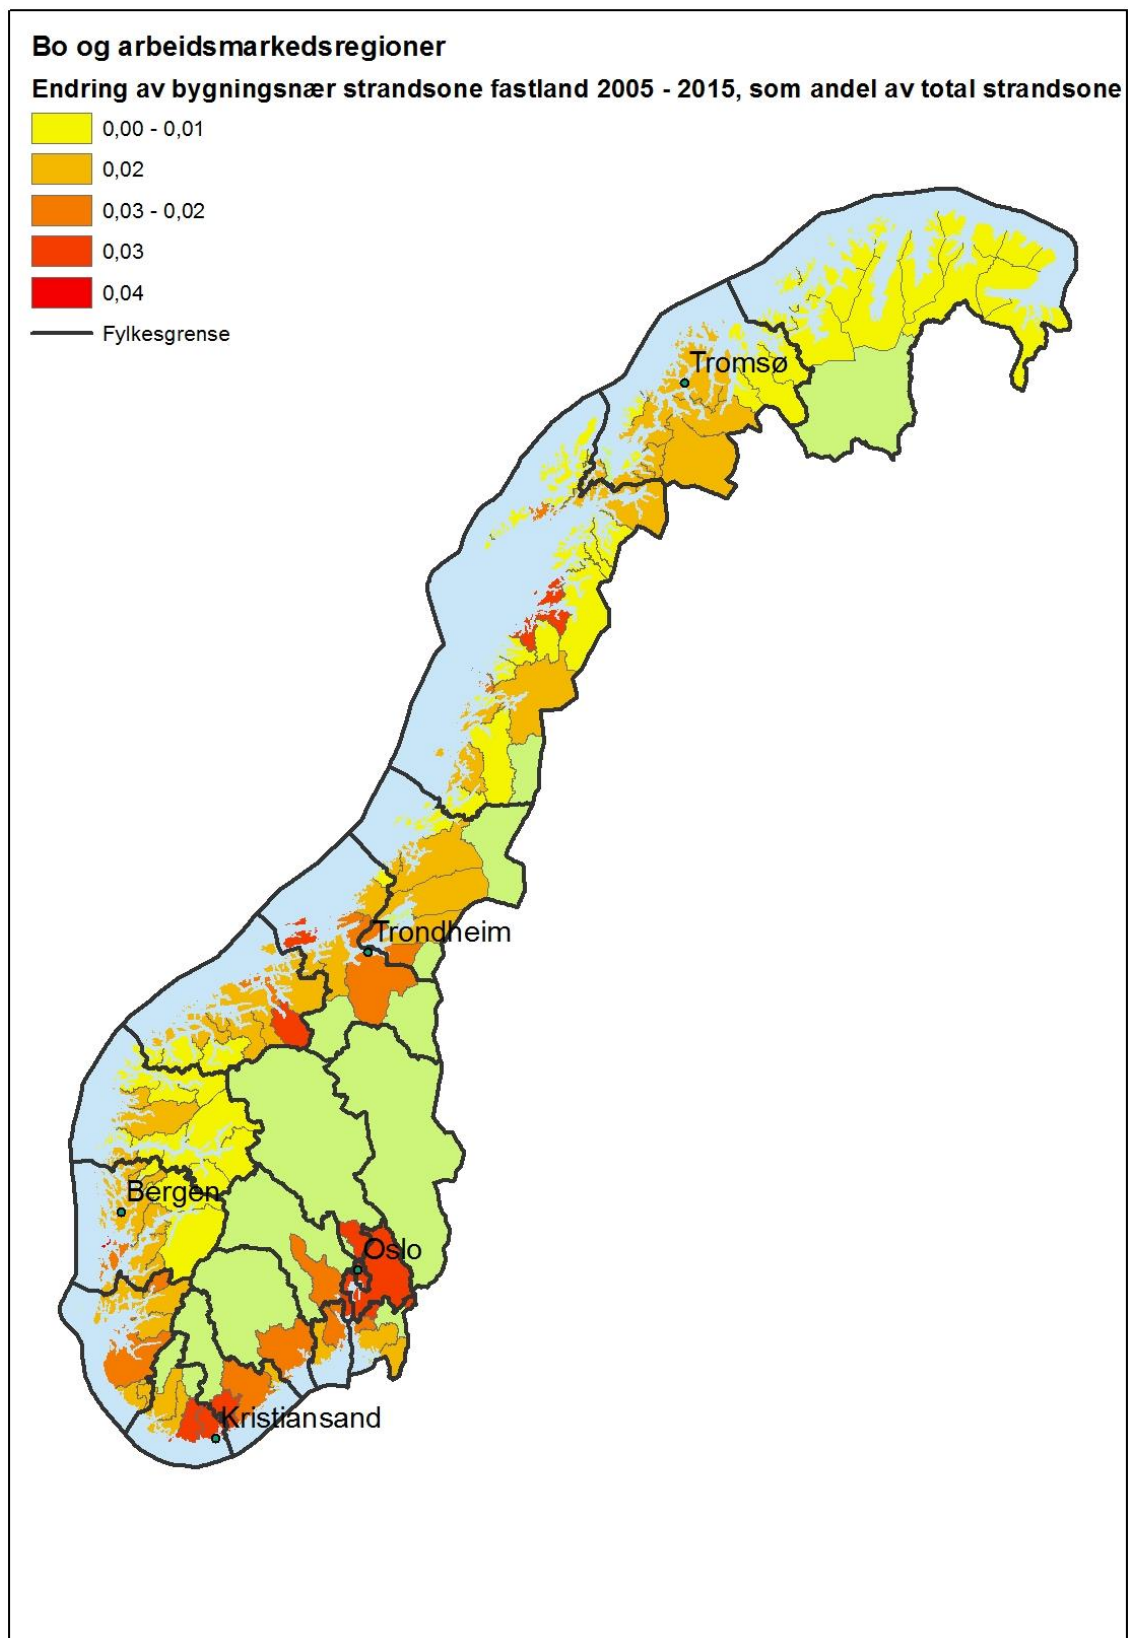 Bo og arbeidsmarkedsregioner
Endring av bygningsnær strandsone fastland 2005 - 2015, som andel av total strandsone
0,00 - 0,01
0,02
0,03 - 0,02
0,03
0,04
Fylkesgrense
Tromsø
Trondheim
Bergen
Oslo
Kristiansand